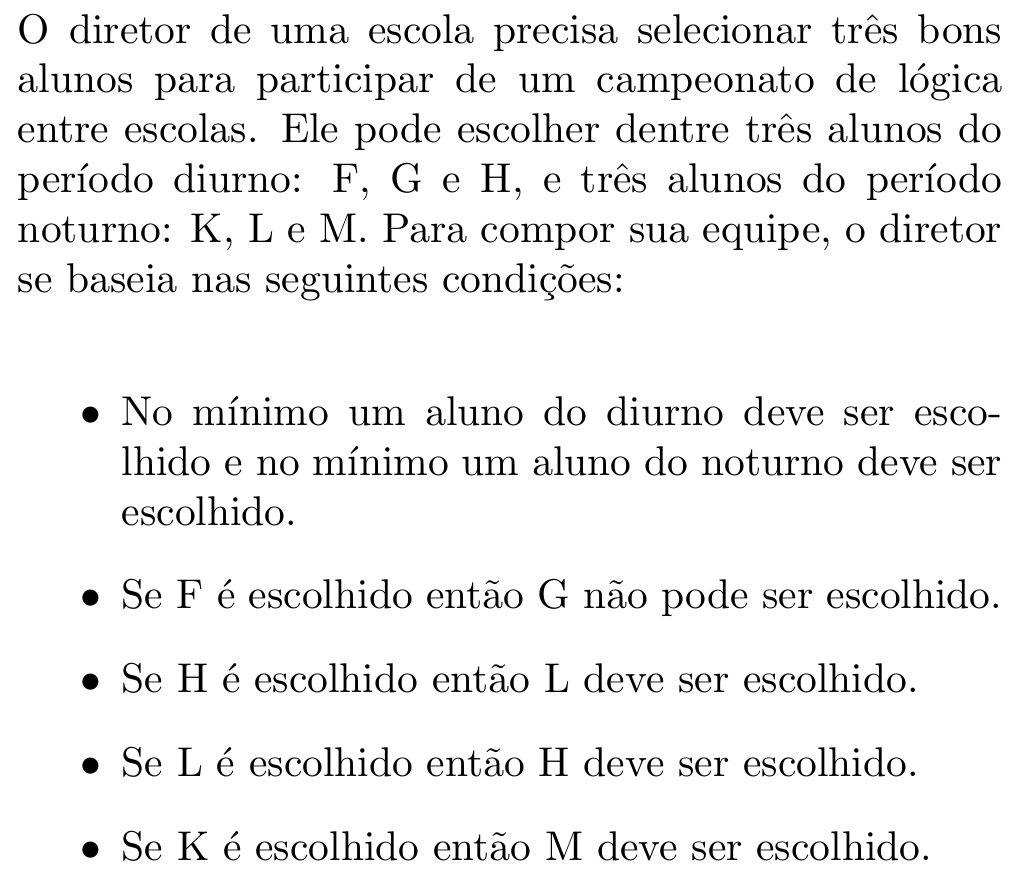 O diretor de uma escola precisa selecionar três bons
alunos para participar de um campeonato de lógica
entre escolas. Ele pode escolher dentre três alunos do
período diurno: F, G e H, e três alunos do período
noturno: K, L e M. Para compor sua equipe, o diretor
se baseia nas seguintes condições:
• No mínimo um aluno do diurno deve ser esco-
lhido e no mínimo um aluno do noturno deve ser
escolhido.
• Se F é escolhido então G não pode ser escolhido.
• Se H é escolhido então L deve ser escolhido.
• Se L é escolhido então H deve ser escolhido.
• Se K é escolhido então M deve ser escolhido.